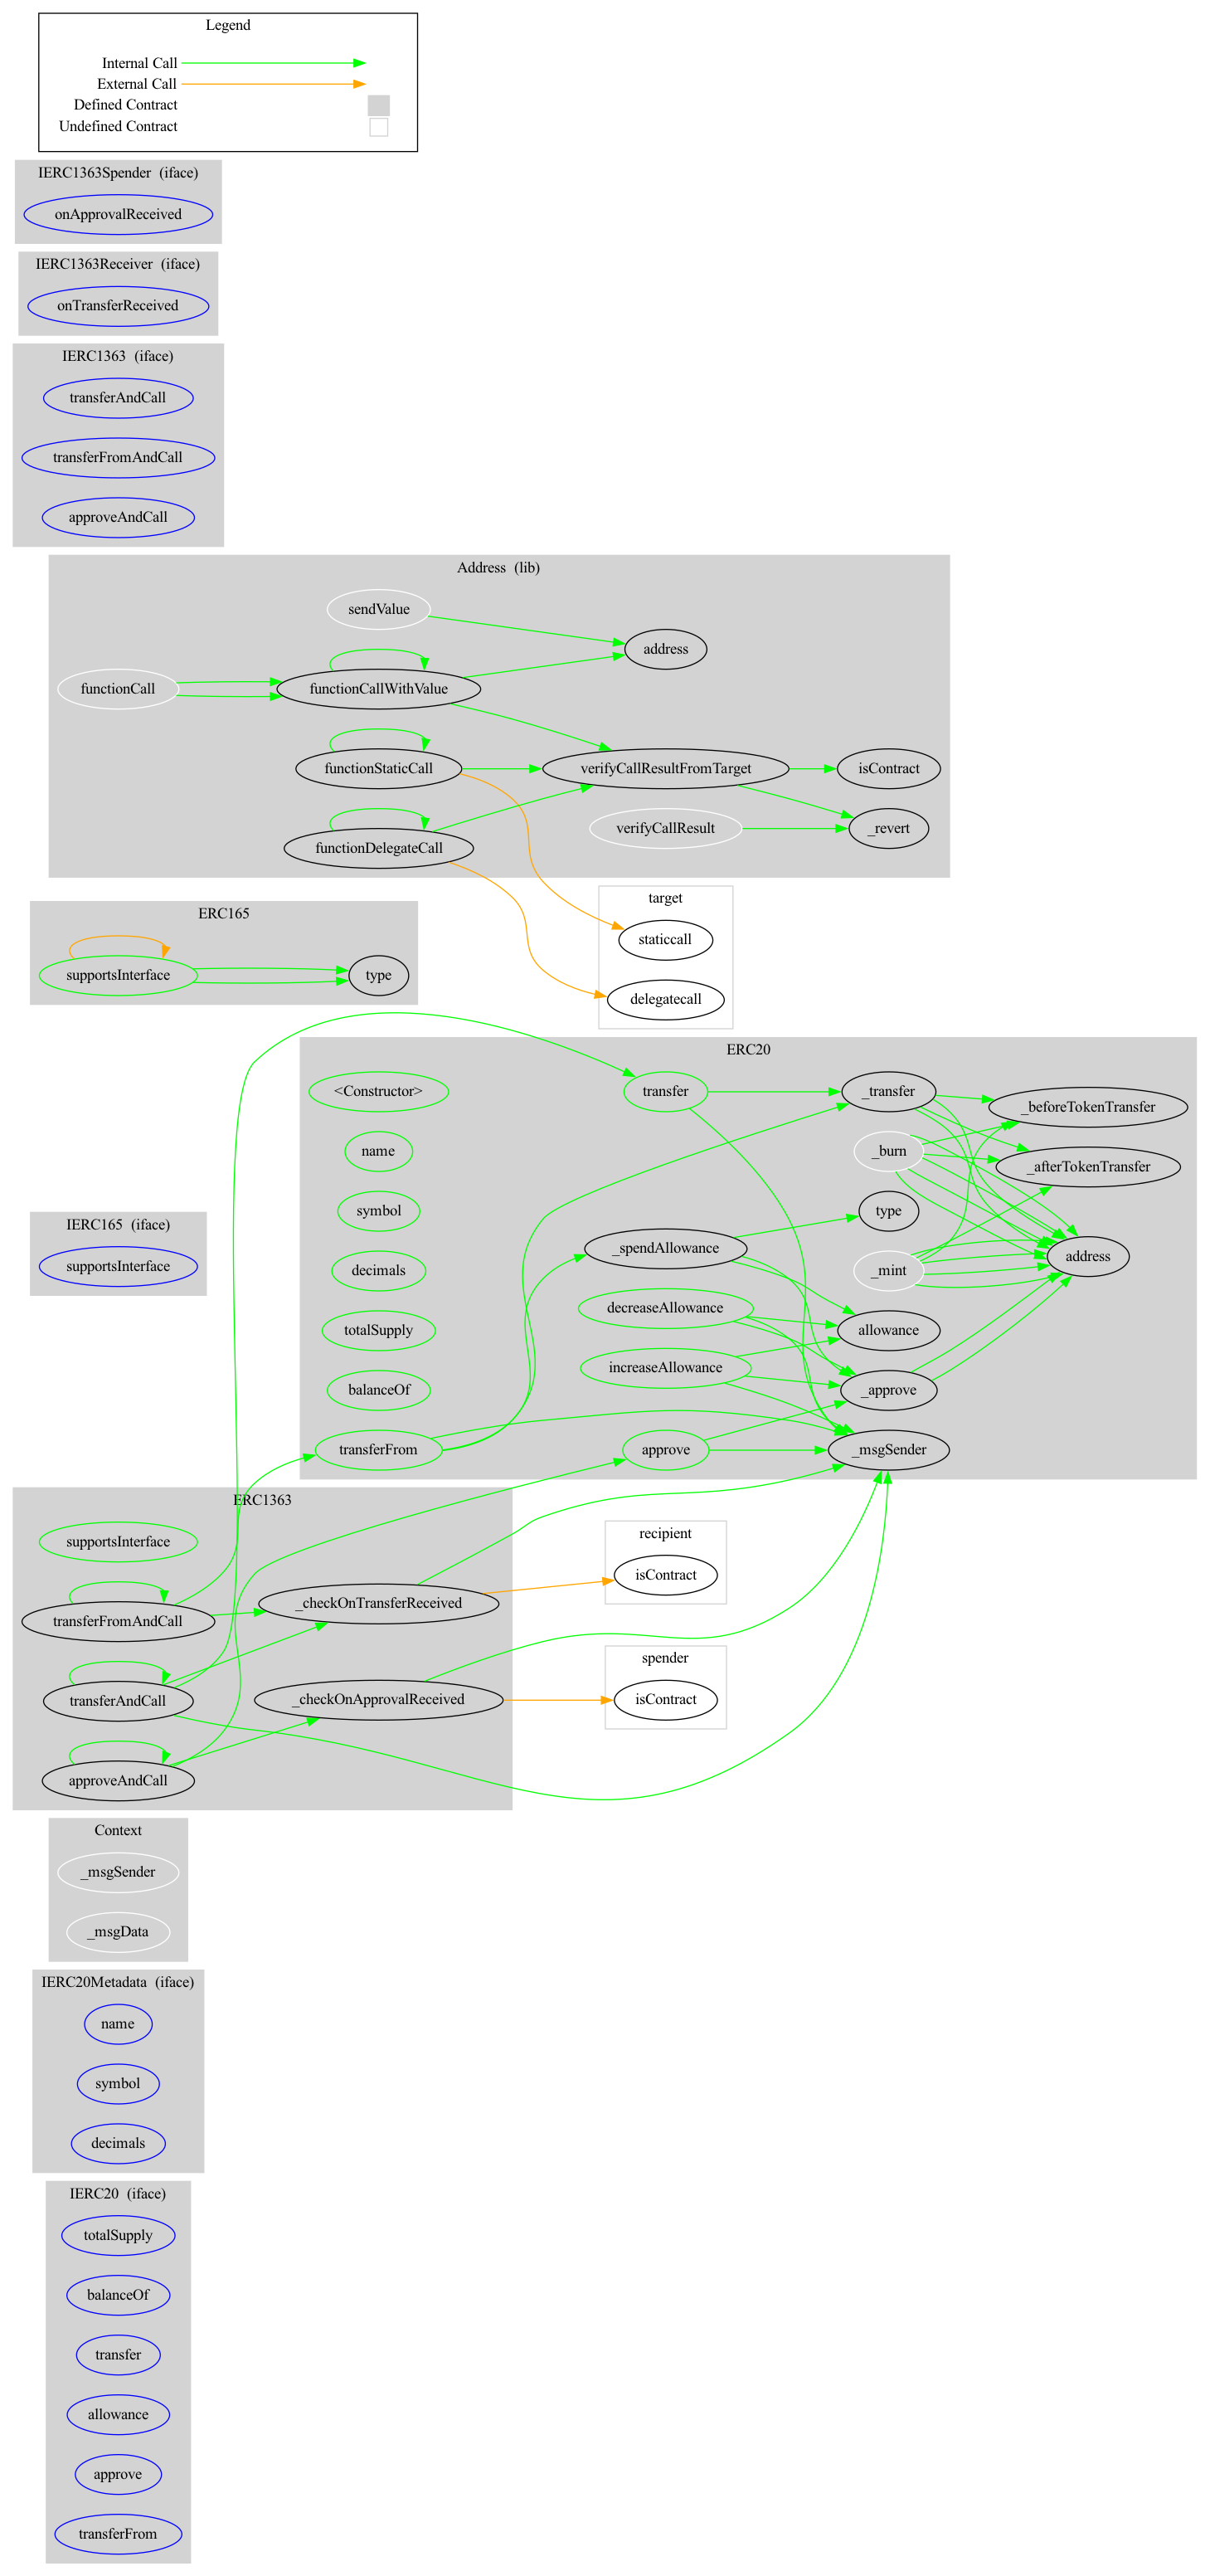 Legend
Internal Call
External Call
Defined Contract
Undefined Contract
IERC1363Spender  (iface)
onApprovalReceived
IERC1363Receiver  (iface)
onTransferReceived
IERC1363  (iface)
transferAndCall
transferFromAndCall
approveAndCall
Address  (lib)
sendValue
address
functionCall
functionCallWithValue
functionStaticCall
verifyCallResultFromTarget
isContract
verifyCallResult
_revert
functionDelegateCall
target
staticcall
delegatecall
ERC165
supportsInterface
type
ERC20
<Constructor>
transfer
_transfer
_beforeTokenTransfer
name
_burn
_afterTokenTransfer
symbol
type
_spendAllowance
address
decimals
_mint
decreaseAllowance
totalSupply
allowance
increaseAllowance
balanceOf
_approve
transferFrom
approve
_msgSender
IERC165  (iface)
supportsInterface
ERC1363
supportsInterface
_checkOnTransferReceived
transferFromAndCall
_checkOnApprovalReceived
transferAndCall
approveAndCall
recipient
isContract
spender
isContract
Context
_msgSender
_msgData
IERC20Metadata  (iface)
name
symbol
decimals
IERC20  (iface)
totalSupply
balanceOf
transfer
allowance
approve
transferFrom